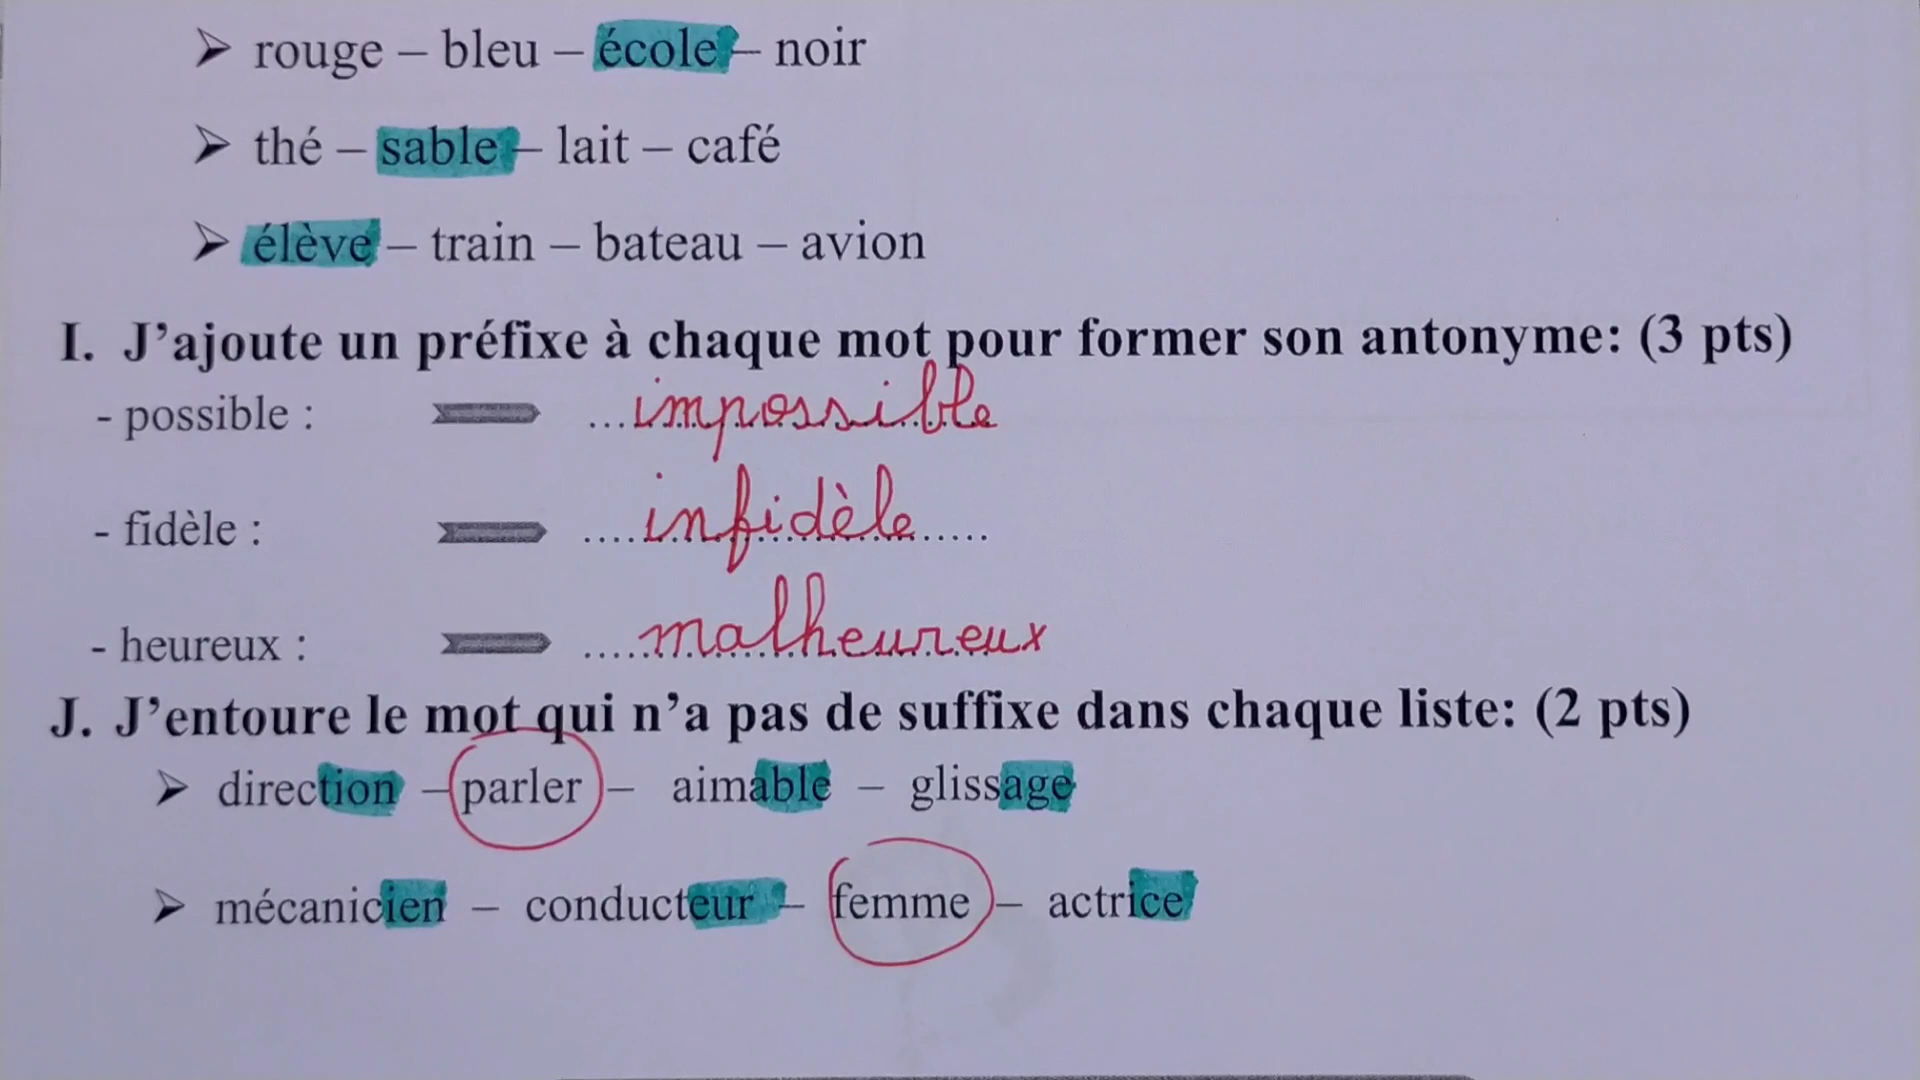 ➢ rouge – bleu – école – noir
➢ thé – sable – lait – café
➢ élève – train – bateau – avion
I. J’ajoute un préfixe à chaque mot pour former son antonyme: (3 pts)
- possible : ...impossible
- fidèle : ....infidèle.....
- heureux : .....malheureux
J. J’entoure le mot qui n’a pas de suffixe dans chaque liste: (2 pts)
➢ direction – parler – aimable – glissage
➢ mécanicien – conducteur – femme – actrice